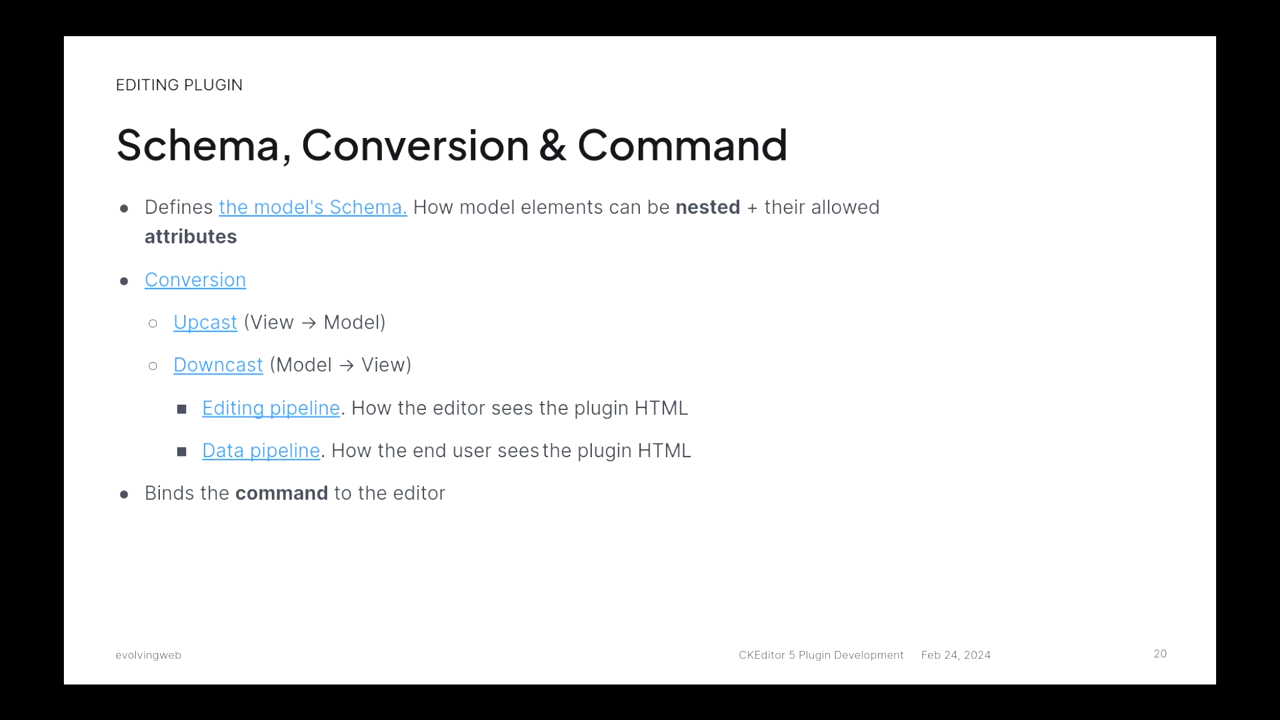 EDITING PLUGIN
Schema, Conversion & Command
● Defines the model's Schema. How model elements can be nested + their allowed
attributes
● Conversion
○ Upcast (View → Model)
○ Downcast (Model → View)
■ Editing pipeline. How the editor sees the plugin HTML
■ Data pipeline. How the end user sees the plugin HTML
● Binds the command to the editor
evolvingweb CKEditor 5 Plugin Development Feb 24, 2024 20